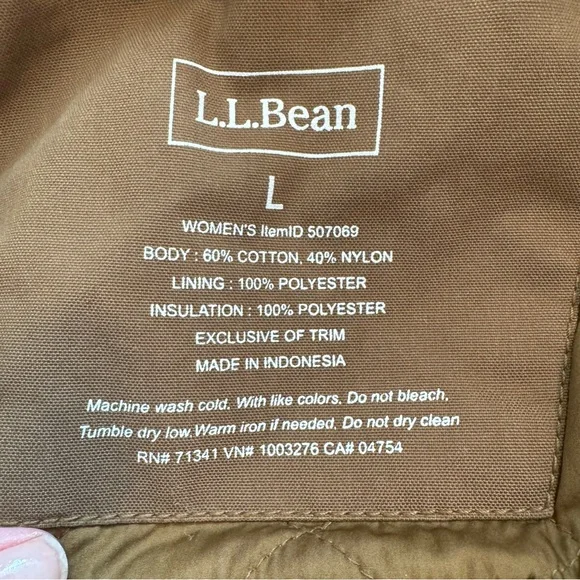 L.L.Bean
L
WOMEN'S ItemID 507069
BODY : 60% COTTON, 40% NYLON
LINING : 100% POLYESTER
INSULATION : 100% POLYESTER
EXCLUSIVE OF TRIM
MADE IN INDONESIA
Machine wash cold. With like colors. Do not bleach.
Tumble dry low. Warm iron if needed. Do not dry clean
RN# 71341 VN# 1003276 CA# 04754